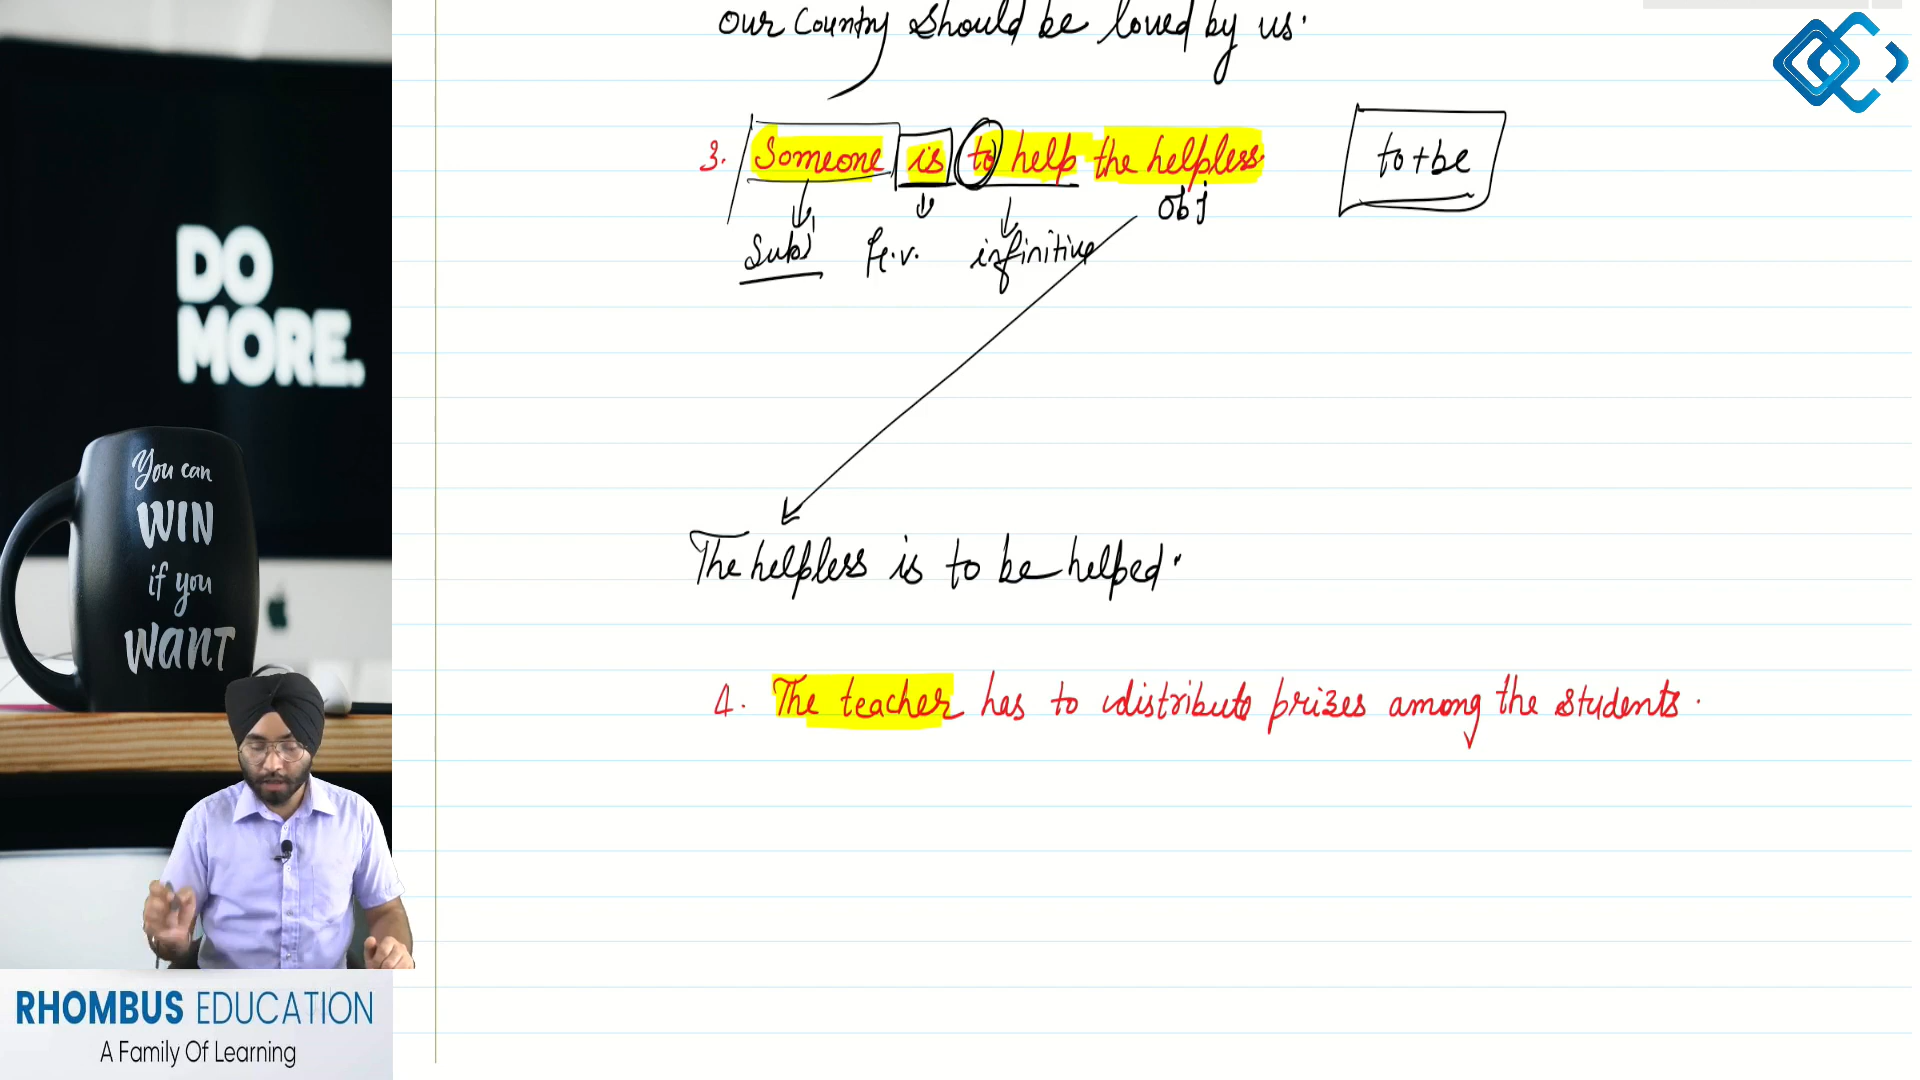 Our Country should be loved by us.
3. Someone is to help the helpless
to+be
Obj
Subj H.V. infinitive
The helpless is to be helped.
4. The teacher has to distribute prizes among the students.
DO
MORE.
You can
WIN
if you
WANT
RHOMBUS EDUCATION
A Family Of Learning